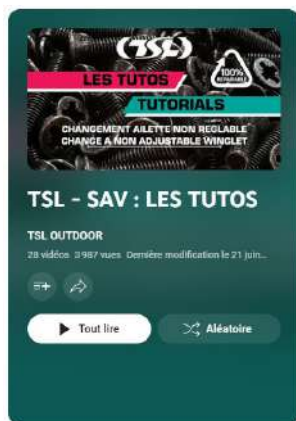 TSL
100%
REPAIRABLE
LES TUTOS
TUTORIALS
CHANGEMENT AILETTE NON REGLABLE
CHANGE A NON ADJUSTABLE WINGLET
TSL - SAV : LES TUTOS
TSL OUTDOOR
28 vidéos 3 987 vues Dernière modification le 21 juin...
Tout lire
Aléatoire